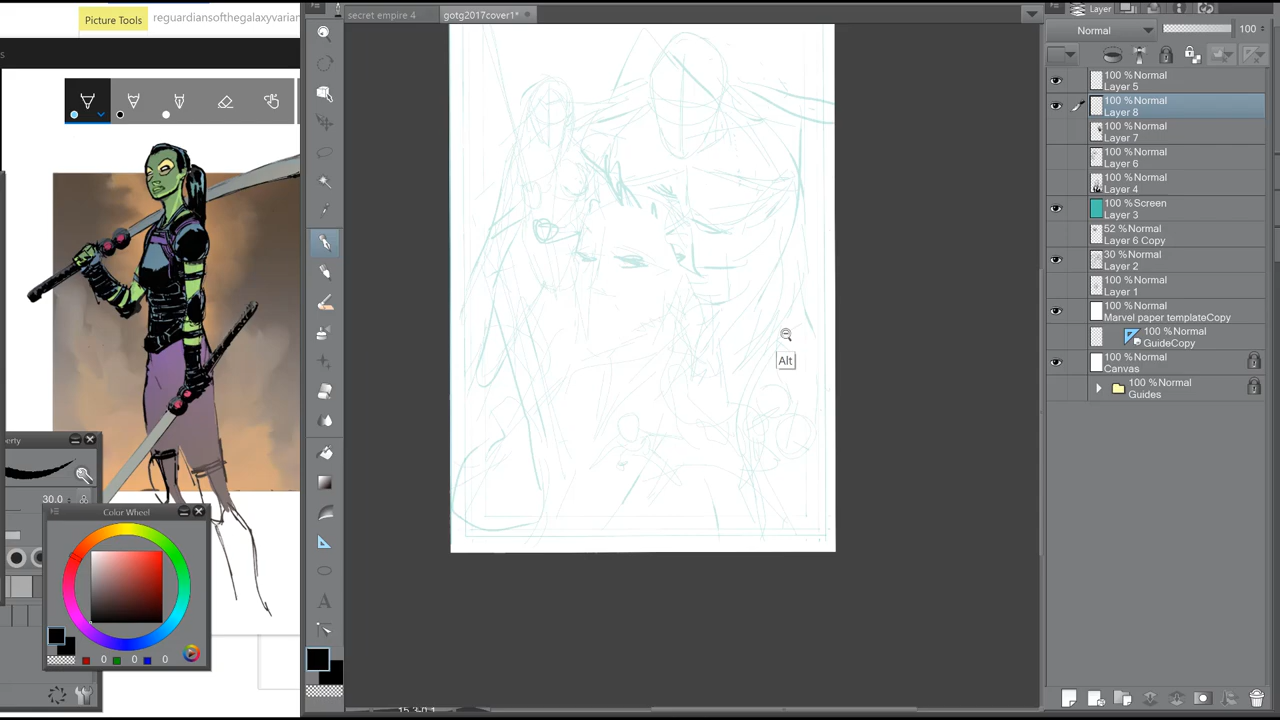 Picture Tools
reguardiansofthegalaxyvarian
s
secret empire 4
gotg2017cover1*
Layer
Normal
100
100 %Normal
Layer 5
100 %Normal
Layer 8
100 %Normal
Layer 7
100 %Normal
Layer 6
100 %Normal
Layer 4
100 %Screen
Layer 3
52 %Normal
Layer 6 Copy
30 %Normal
Layer 2
100 %Normal
Layer 1
100 %Normal
Marvel paper templateCopy
100 %Normal
GuideCopy
100 %Normal
Canvas
100 %Normal
Guides
Alt
perty
30.0
Color Wheel
0 0 0
A